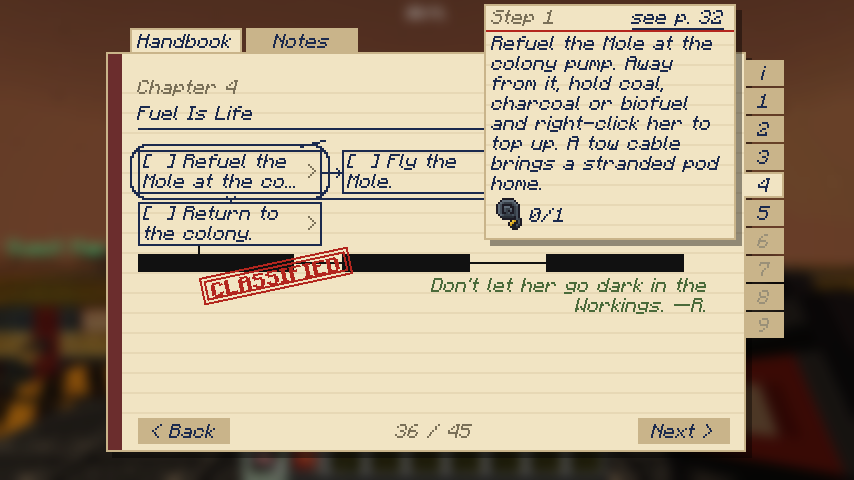 Handbook
Notes
Step 1
see p. 32
Refuel the Mole at the
colony pump. Away
from it, hold coal,
charcoal or biofuel
and right-click her to
top up. A tow cable
brings a stranded pod
home.
0/1
Chapter 4
Fuel Is Life
[ ] Refuel the
Mole at the co...
>
[ ] Fly the
Mole.
[ ] Return to
the colony.
>
CLASSIFIED
Don't let her go dark in the
Workings. —R.
< Back
36 / 45
Next >
i
1
2
3
4
5
6
7
8
9